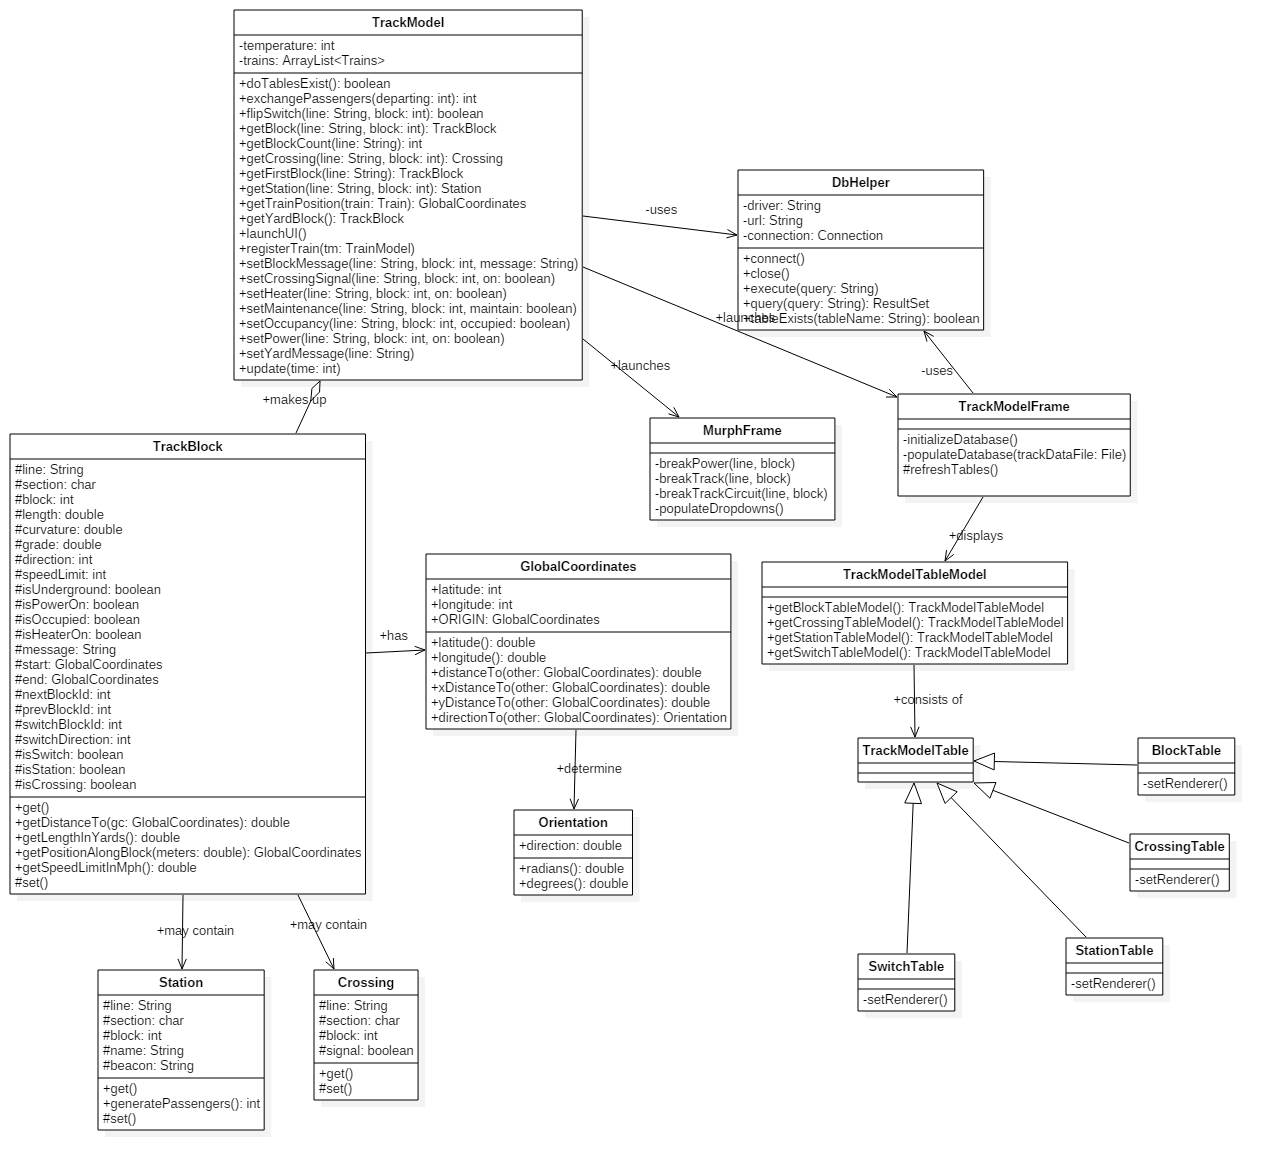 TrackModel
-temperature: int
-trains: ArrayList<Trains>
+doTablesExist(): boolean
+exchangePassengers(departing: int): int
+flipSwitch(line: String, block: int): boolean
+getBlock(line: String, block: int): TrackBlock
+getBlockCount(line: String): int
+getCrossing(line: String, block: int): Crossing
+getFirstBlock(line: String): TrackBlock
+getStation(line: String, block: int): Station
+getTrainPosition(train: Train): GlobalCoordinates
+getYardBlock(): TrackBlock
+launchUI()
+registerTrain(tm: TrainModel)
+setBlockMessage(line: String, block: int, message: String)
+setCrossingSignal(line: String, block: int, on: boolean)
+setHeater(line: String, block: int, on: boolean)
+setMaintenance(line: String, block: int, maintain: boolean)
+setOccupancy(line: String, block: int, occupied: boolean)
+setPower(line: String, block: int, on: boolean)
+setYardMessage(line: String)
+update(time: int)
-uses
DbHelper
-driver: String
-url: String
-connection: Connection
+connect()
+close()
+execute(query: String)
+query(query: String): ResultSet
+tableExists(tableName: String): boolean
+launches
+launches
-uses
+makes up
TrackModelFrame
-initializeDatabase()
-populateDatabase(trackDataFile: File)
#refreshTables()
MurphFrame
-breakPower(line, block)
-breakTrack(line, block)
-breakTrackCircuit(line, block)
-populateDropdowns()
TrackBlock
#line: String
#section: char
#block: int
#length: double
#curvature: double
#grade: double
#direction: int
#speedLimit: int
#isUnderground: boolean
#isPowerOn: boolean
#isOccupied: boolean
#isHeaterOn: boolean
#message: String
#start: GlobalCoordinates
#end: GlobalCoordinates
#nextBlockId: int
#prevBlockId: int
#switchBlockId: int
#switchDirection: int
#isSwitch: boolean
#isStation: boolean
#isCrossing: boolean
+get()
+getDistanceTo(gc: GlobalCoordinates): double
+getLengthInYards(): double
+getPositionAlongBlock(meters: double): GlobalCoordinates
+getSpeedLimitInMph(): double
#set()
+has
GlobalCoordinates
+latitude: int
+longitude: int
+ORIGIN: GlobalCoordinates
+latitude(): double
+longitude(): double
+distanceTo(other: GlobalCoordinates): double
+xDistanceTo(other: GlobalCoordinates): double
+yDistanceTo(other: GlobalCoordinates): double
+directionTo(other: GlobalCoordinates): Orientation
+displays
TrackModelTableModel
+getBlockTableModel(): TrackModelTableModel
+getCrossingTableModel(): TrackModelTableModel
+getStationTableModel(): TrackModelTableModel
+getSwitchTableModel(): TrackModelTableModel
+consists of
+determine
TrackModelTable
BlockTable
-setRenderer()
Orientation
+direction: double
+radians(): double
+degrees(): double
CrossingTable
-setRenderer()
StationTable
-setRenderer()
SwitchTable
-setRenderer()
+may contain
+may contain
Station
#line: String
#section: char
#block: int
#name: String
#beacon: String
+get()
+generatePassengers(): int
#set()
Crossing
#line: String
#section: char
#block: int
#signal: boolean
+get()
#set()